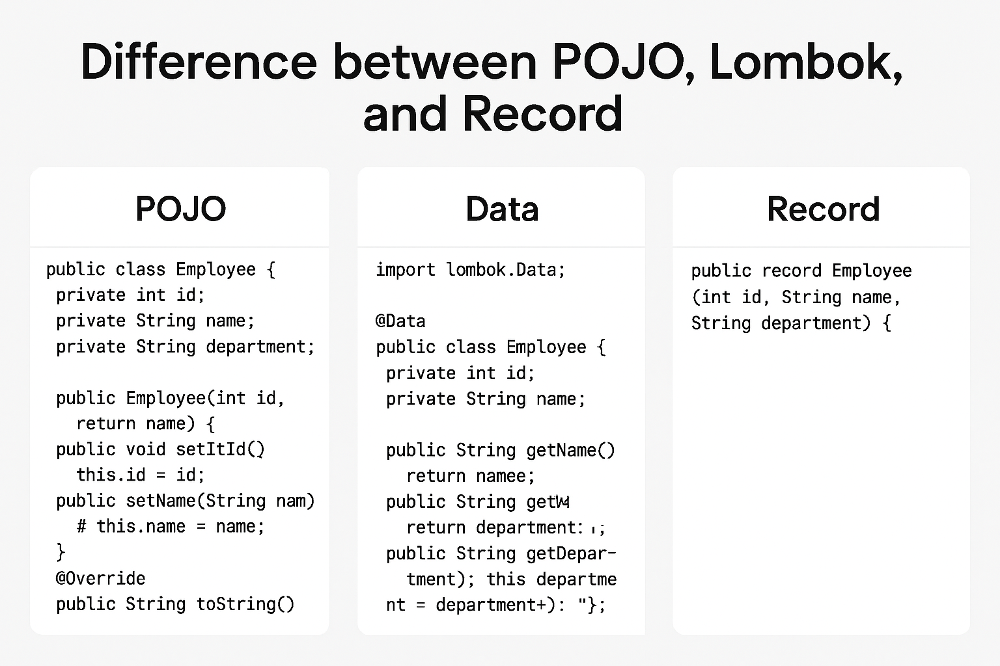 Difference between POJO, Lombok,
and Record
POJO
public class Employee {
private int id;
private String name;
private String department;
public Employee(int id,
return name) {
public void setItId()
this.id = id;
public setName(String nam)
# this.name = name;
}
@Override
public String toString()
Data
import lombok.Data;
@Data
public class Employee {
private int id;
private String name;
public String getName()
return namee;
public String
return department:
public String getDepar-
tment); this departme
nt = department+): "};
Record
public record Employee
(int id, String name,
String department) {